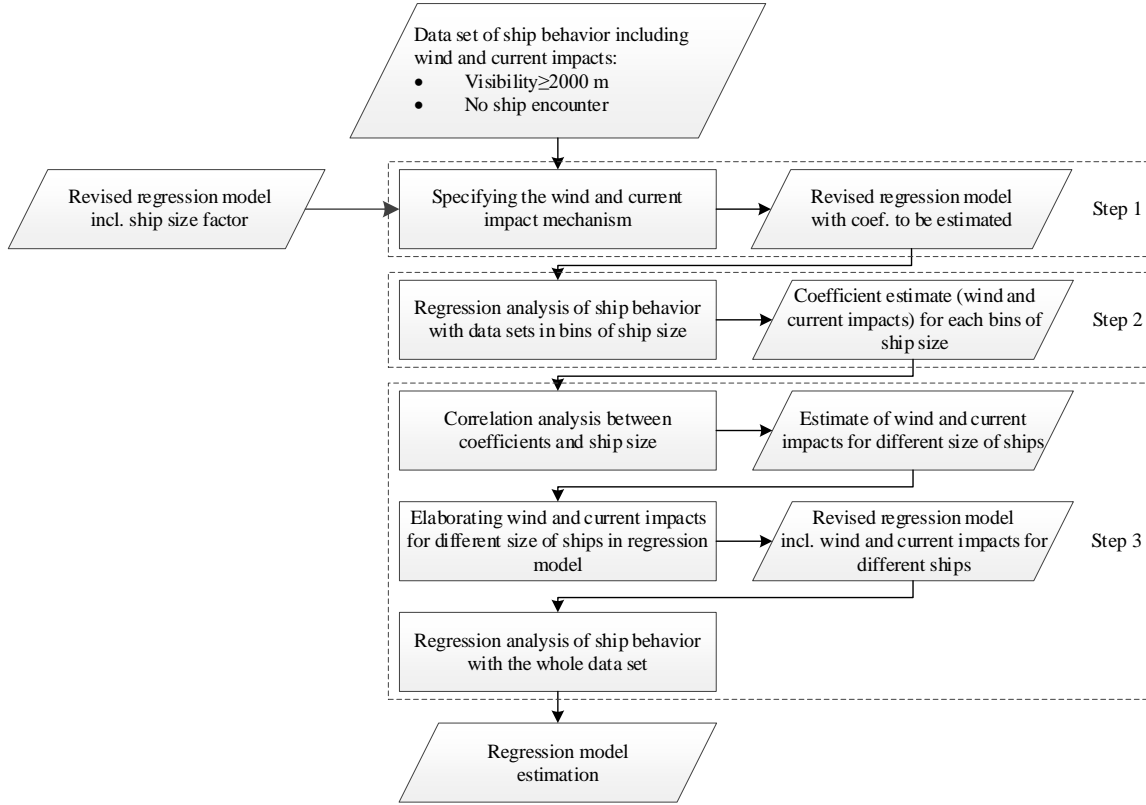 Data set of ship behavior including
wind and current impacts:
• Visibility≥2000 m
• No ship encounter
Revised regression model
incl. ship size factor
Specifying the wind and current
impact mechanism
Revised regression model
with coef. to be estimated
Step 1
Regression analysis of ship behavior
with data sets in bins of ship size
Coefficient estimate (wind and
current impacts) for each bins of
ship size
Step 2
Correlation analysis between
coefficients and ship size
Estimate of wind and current
impacts for different size of ships
Elaborating wind and current impacts
for different size of ships in regression
model
Revised regression model
incl. wind and current impacts for
different ships
Step 3
Regression analysis of ship behavior
with the whole data set
Regression model
estimation